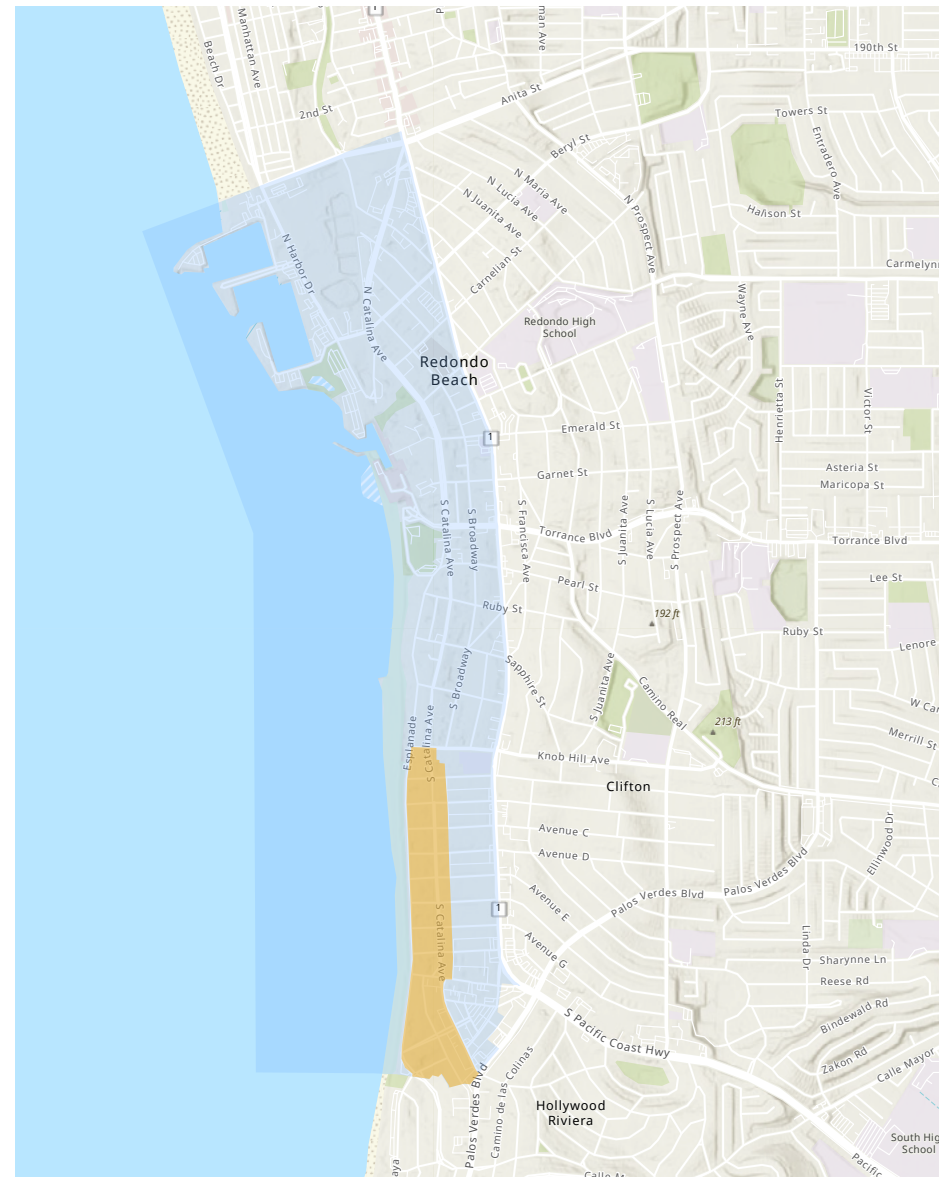 1
Manhattan Ave
Beach Dr
190th St
Anita St
2nd St
Towers St
Beryl St
Entradero Ave
N Maria Ave
N Lucia Ave
N Juanita Ave
N Prospect Ave
Halison St
N Harbor Dr
Carnelian St
Carmelyn
N Catalina Ave
Wayne Ave
Redondo High
School
Redondo
Beach
Henrietta St
Victor St
Emerald St
1
Garnet St
Asteria St
Maricopa St
S Catalina Ave
S Broadway
S Francisca Ave
S Juanita Ave
S Lucia Ave
S Prospect Ave
Torrance Blvd
Torrance Blvd
Pearl St
Lee St
Ruby St
192 ft
Ruby St
Lenore
S Broadway
Sapphire St
S Juanita Ave
Camino Real
W Car
Esplanade
S Catalina Ave
213 ft
Merrill St
Knob Hill Ave
Clifton
Avenue C
Avenue D
Ellinwood Dr
Palos Verdes Blvd
Palos Verdes Blvd
Avenue E
1
S Catalina Ave
Avenue G
Linda Dr
Sharynne Ln
Reese Rd
Bindewald Rd
S Pacific Coast Hwy
Zakon Rd
Calle Mayor
Palos Verdes Blvd
Camino de las Colinas
Hollywood
Riviera
South Hig
School
Pacific
Calle M
aya